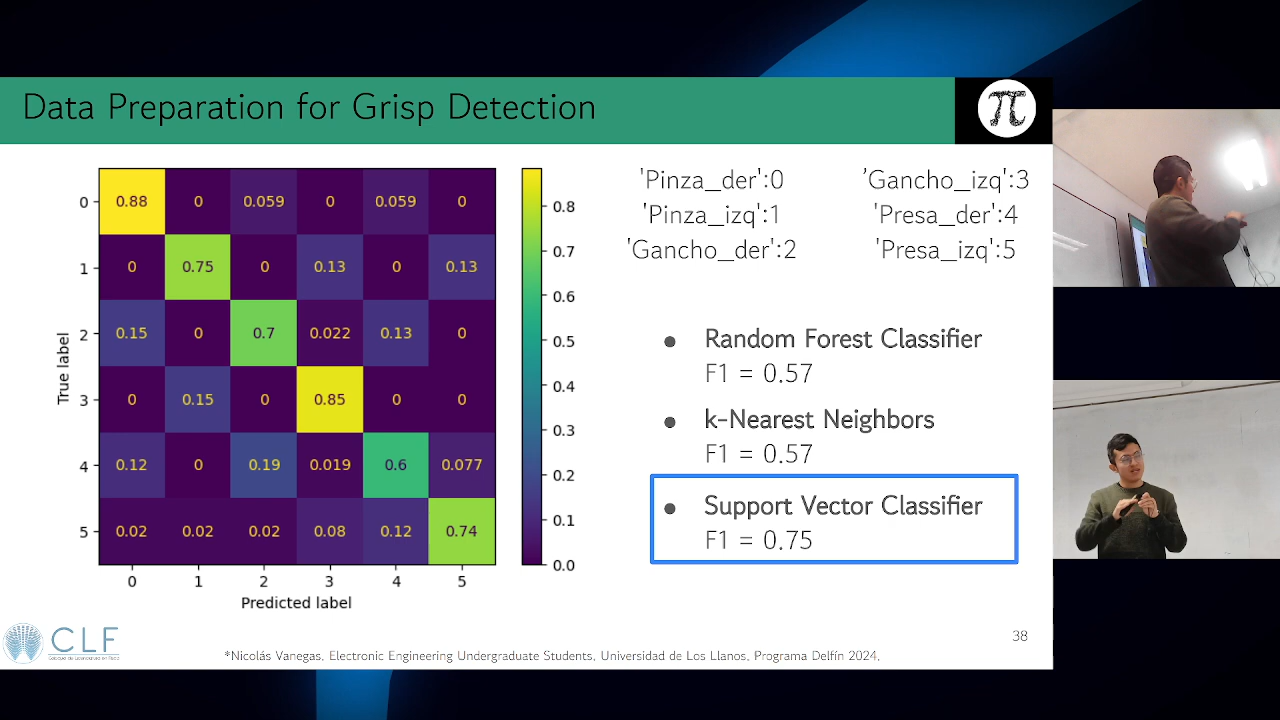 Data Preparation for Grisp Detection
π
0 0.88 0 0.059 0 0.059 0
1 0 0.75 0 0.13 0 0.13
2 0.15 0 0.7 0.022 0.13 0
3 0 0.15 0 0.85 0 0
4 0.12 0 0.19 0.019 0.6 0.077
5 0.02 0.02 0.02 0.08 0.12 0.74
0 1 2 3 4 5
Predicted label
True label
0.8
0.7
0.6
0.5
0.4
0.3
0.2
0.1
0.0
'Pinza_der':0
'Pinza_izq':1
'Gancho_der':2
'Gancho_izq':3
'Presa_der':4
'Presa_izq':5
• Random Forest Classifier
F1 = 0.57
• k-Nearest Neighbors
F1 = 0.57
• Support Vector Classifier
F1 = 0.75
38
CLF
*Nicolás Vanegas, Electronic Engineering Undergraduate Students, Universidad de Los Llanos, Programa Delfín 2024,